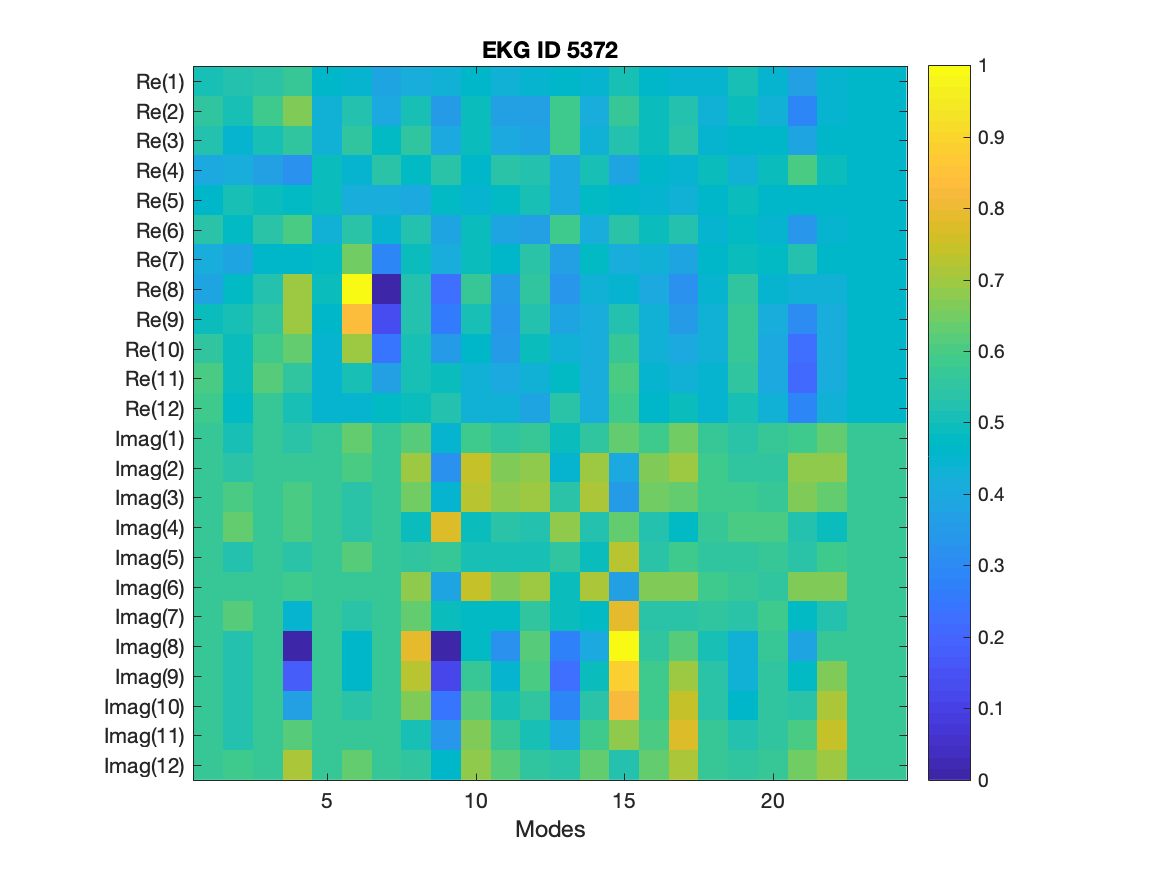 EKG ID 5372
Re(1)
Re(2)
Re(3)
Re(4)
Re(5)
Re(6)
Re(7)
Re(8)
Re(9)
Re(10)
Re(11)
Re(12)
Imag(1)
Imag(2)
Imag(3)
Imag(4)
Imag(5)
Imag(6)
Imag(7)
Imag(8)
Imag(9)
Imag(10)
Imag(11)
Imag(12)
5 10 15 20
Modes
1
0.9
0.8
0.7
0.6
0.5
0.4
0.3
0.2
0.1
0